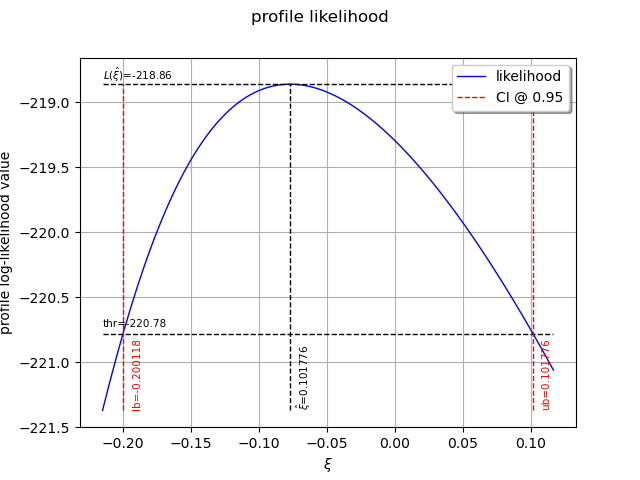 profile likelihood
L(ξ̂)=-218.86
likelihood
CI @ 0.95
−219.0
−219.5
−220.0
−220.5
−221.0
−221.5
profile log-likelihood value
thr=-220.78
lb=-0.200118
ξ̂=0.101776
ub=0.101776
−0.20
−0.15
−0.10
−0.05
0.00
0.05
0.10
ξ